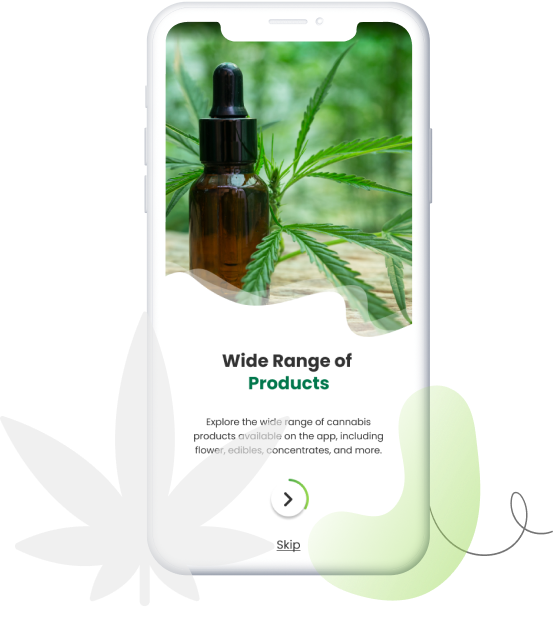 Wide Range of
Products
Explore the wide range of cannabis
products available on the app, including
flower, edibles, concentrates, and more.
Skip